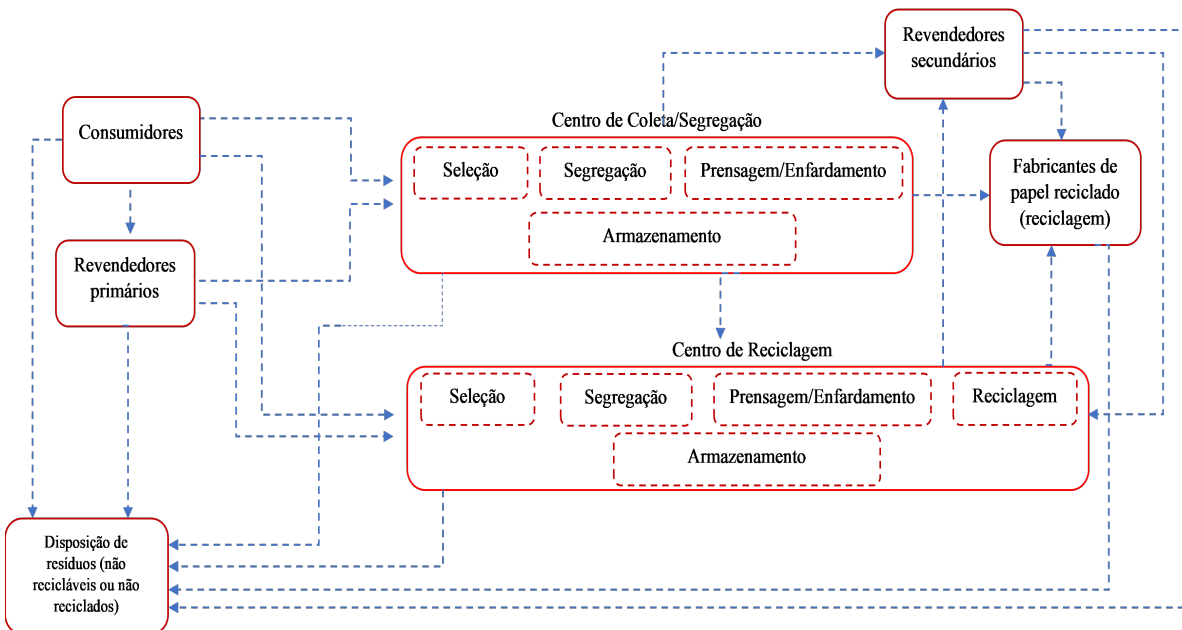 Revendedores
secundários
Consumidores
Centro de Coleta/Segregação
Seleção
Segregação
Prensagem/Enfardamento
Armazenamento
Fabricantes de
papel reciclado
(reciclagem)
Revendedores
primários
Centro de Reciclagem
Seleção
Segregação
Prensagem/Enfardamento
Reciclagem
Armazenamento
Disposição de
resíduos (não
recicláveis ou não
reciclados)